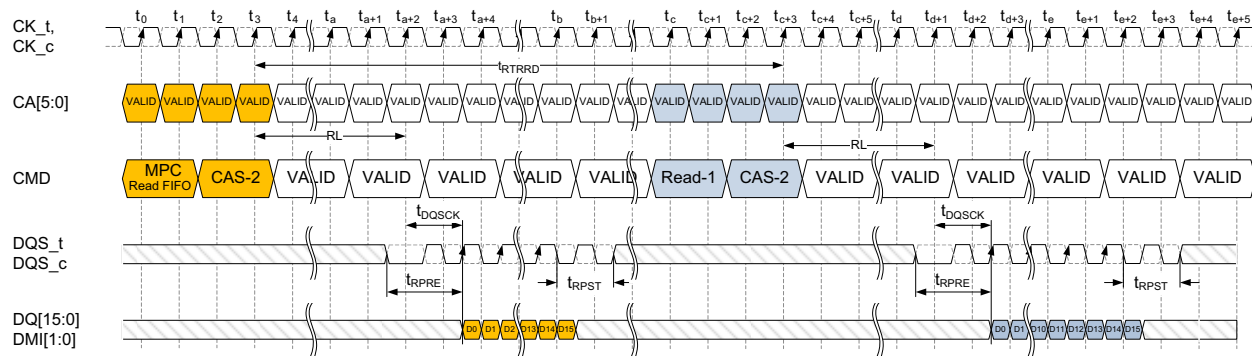 t0 t1 t2 t3 t4 ta ta+1 ta+2 ta+3 ta+4 tb tb+1 tc tc+1 tc+2 tc+3 tc+4 tc+5 td td+1 td+2 td+3 te te+1 te+2 te+3 te+4 te+5
CK_t,
CK_c
tRTRRD
CA[5:0] VALID VALID VALID VALID VALID VALID VALID VALID VALID VALID VALID VALID VALID VALID VALID VALID VALID VALID VALID VALID VALID VALID VALID VALID VALID VALID VALID VALID VALID VALID
RL RL
CMD MPC Read FIFO CAS-2 VALID VALID VALID VALID VALID Read-1 CAS-2 VALID VALID VALID VALID VALID VALID
tDQSCK tDQSCK
DQS_t
DQS_c
tRPRE tRPST tRPRE tRPST
DQ[15:0]
DMI[1:0]
D0 D1 D2 D13 D14 D15 D0 D1 D10 D11 D12 D13 D14 D15